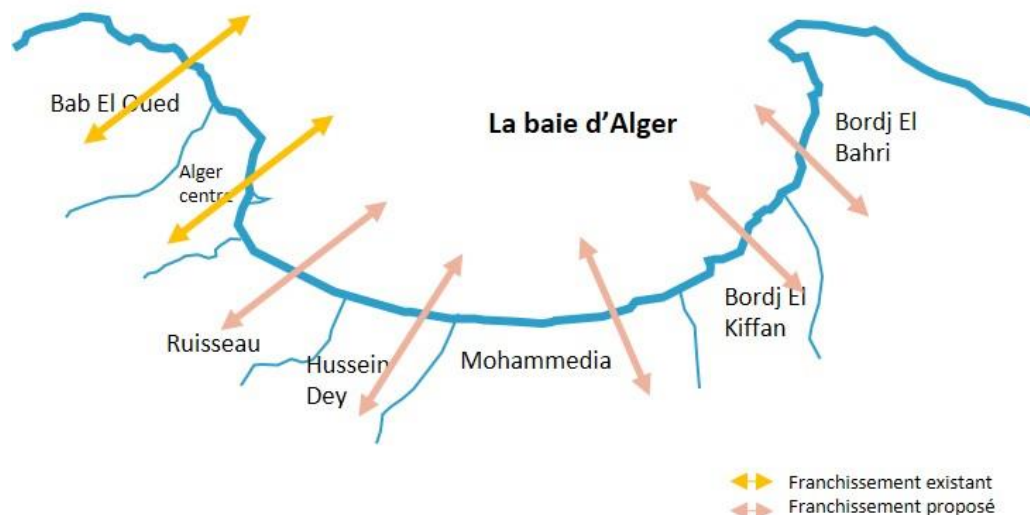 Bab El Oued
La baie d’Alger
Bordj El
Bahri
Alger
centre
Ruisseau
Hussein
Dey
Mohammedia
Bordj El
Kiffan
Franchissement existant
Franchissement proposé